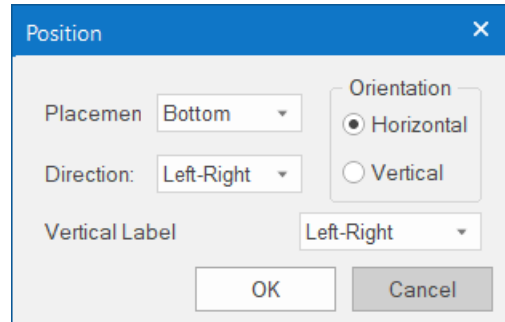 Position
Orientation
Placemen Bottom
Horizontal
Direction: Left-Right
Vertical
Vertical Label Left-Right
OK Cancel